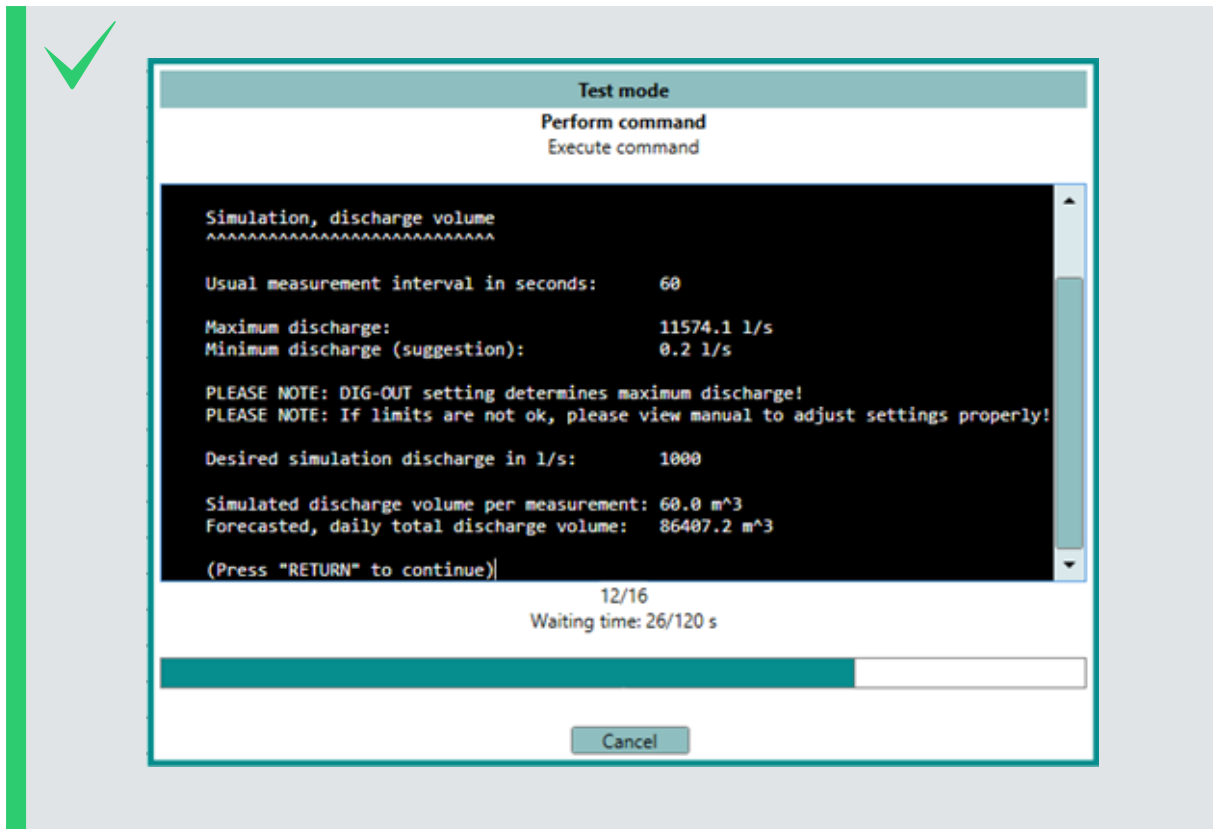 Test mode
Perform command
Execute command
Simulation, discharge volume
^^^^^^^^^^^^^^^^^^^^^^^^^^^^
Usual measurement interval in seconds: 60
Maximum discharge: 11574.1 l/s
Minimum discharge (suggestion): 0.2 l/s
PLEASE NOTE: DIG-OUT setting determines maximum discharge!
PLEASE NOTE: If limits are not ok, please view manual to adjust settings properly!
Desired simulation discharge in l/s: 1000
Simulated discharge volume per measurement: 60.0 m^3
Forecasted, daily total discharge volume: 86407.2 m^3
(Press "RETURN" to continue)
12/16
Waiting time: 26/120 s
Cancel